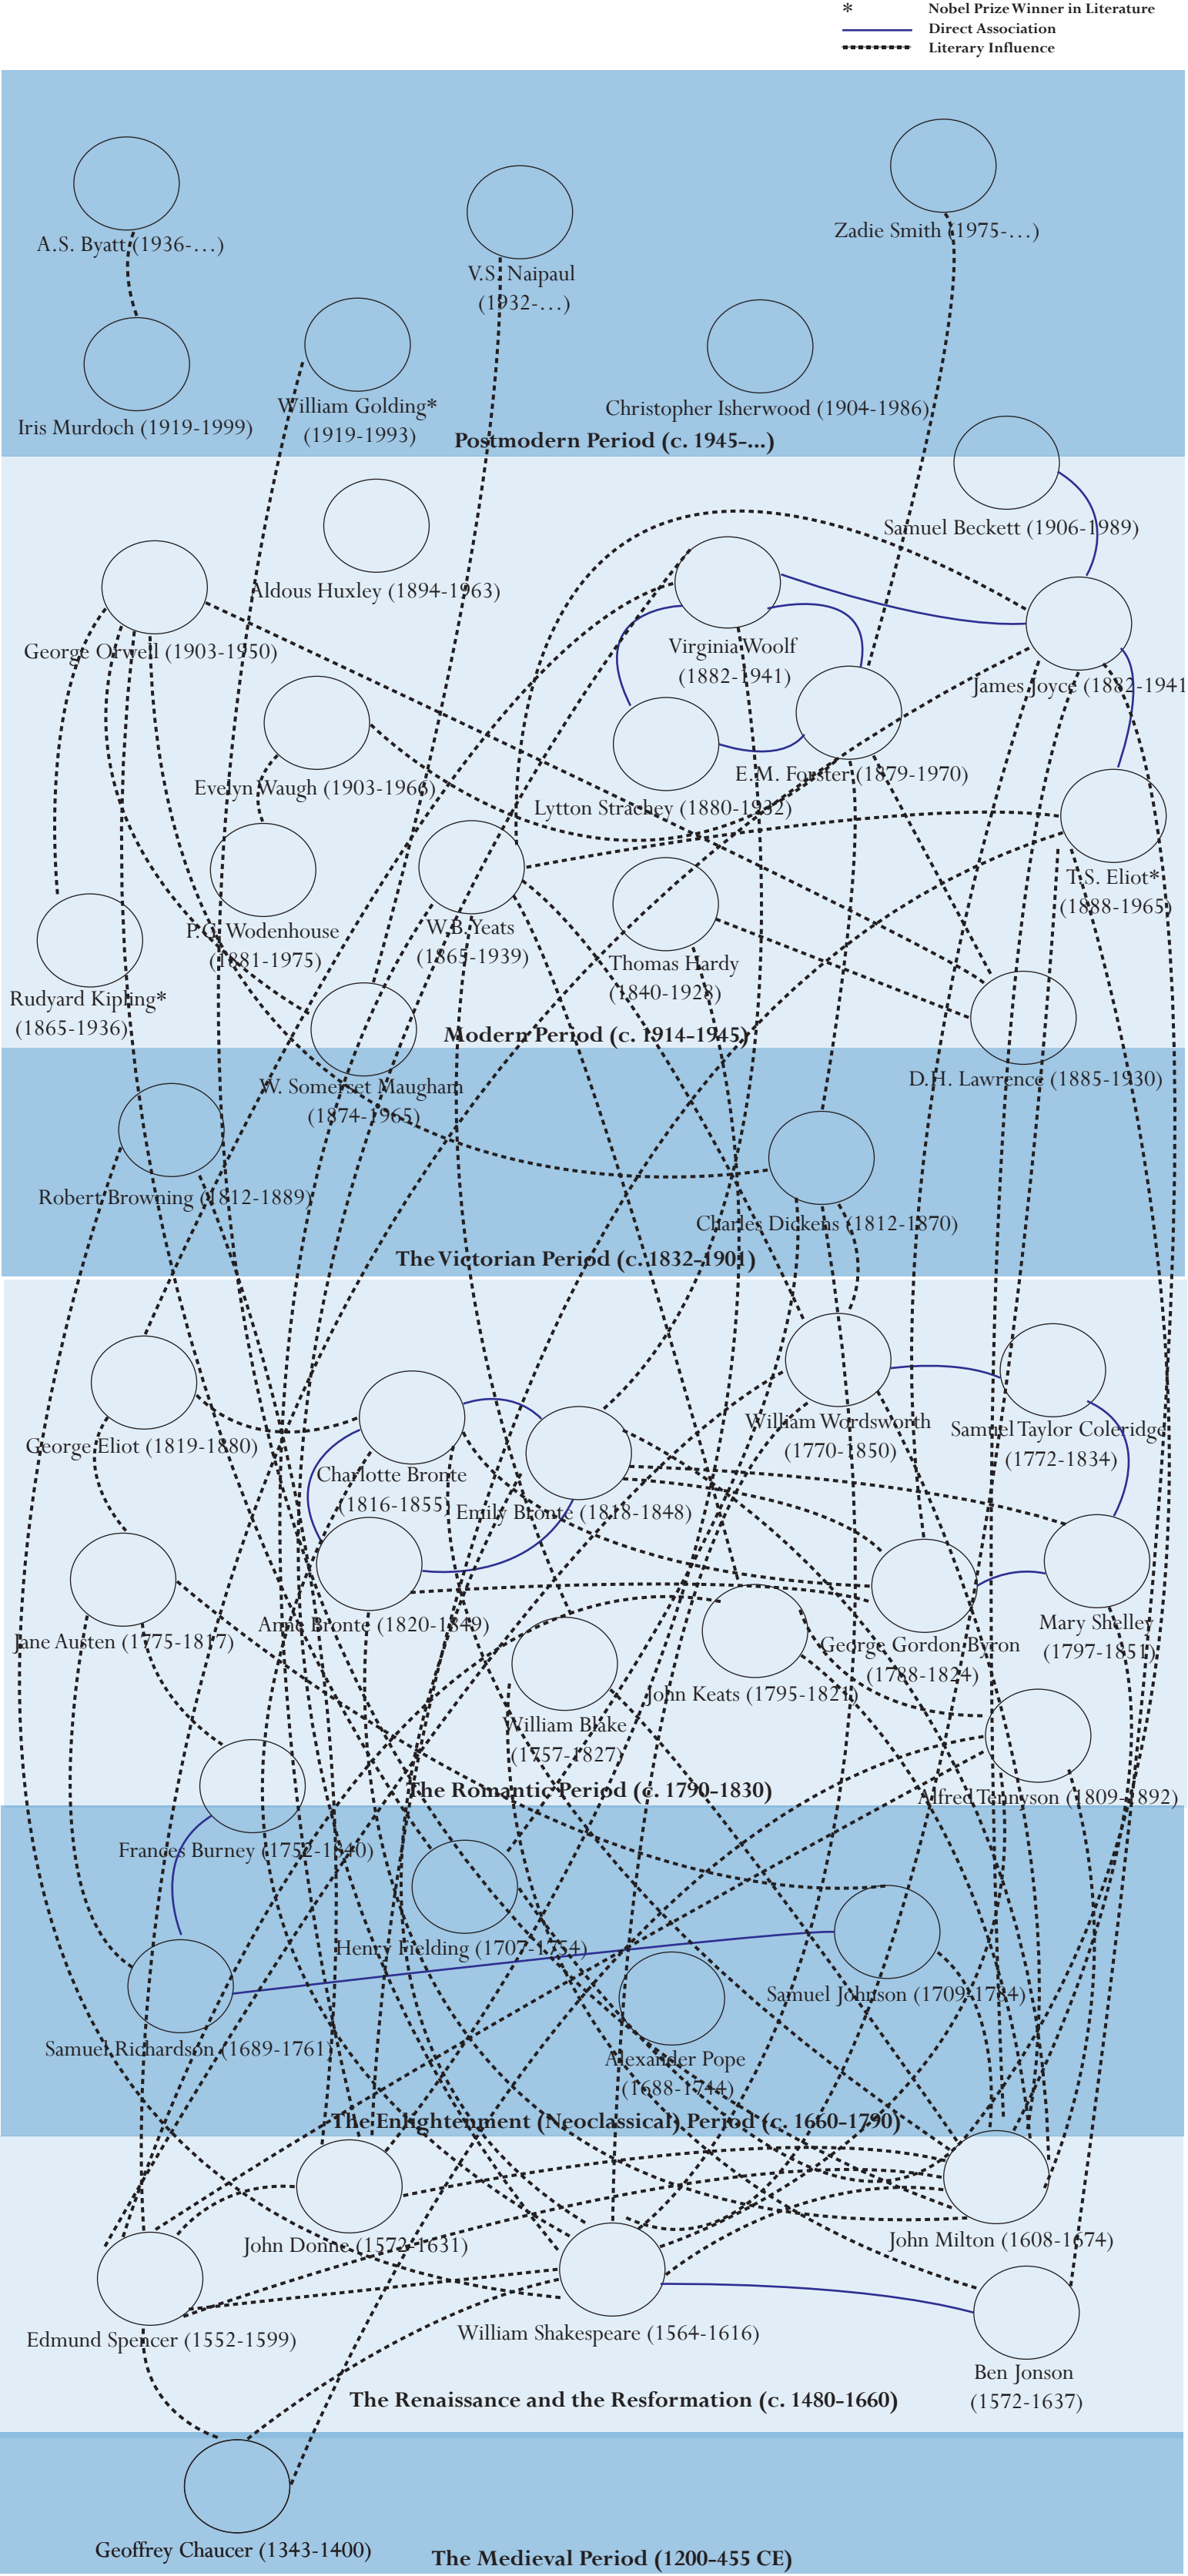 * Nobel Prize Winner in Literature
Direct Association
Literary Influence
A.S. Byatt (1936-…)
Zadie Smith (1975-…)
V.S. Naipaul
(1932-…)
William Golding*
(1919-1993)
Christopher Isherwood (1904-1986)
Iris Murdoch (1919-1999)
Postmodern Period (c. 1945-...)
Samuel Beckett (1906-1989)
Aldous Huxley (1894-1963)
George Orwell (1903-1950)
Virginia Woolf
(1882-1941)
James Joyce (1882-1941
Evelyn Waugh (1903-1966)
E.M. Forster (1879-1970)
Lytton Strachey (1880-1932)
T.S. Eliot*
(1888-1965)
P.G. Wodenhouse
(1881-1975)
W.B. Yeats
(1865-1939)
Thomas Hardy
(1840-1928)
Rudyard Kipling*
(1865-1936)
Modern Period (c. 1914-1945)
W. Somerset Maugham
(1874-1965)
D.H. Lawrence (1885-1930)
Robert Browning (1812-1889)
Charles Dickens (1812-1870)
The Victorian Period (c. 1832-1901)
George Eliot (1819-1880)
Charlotte Bronte
(1816-1855)
Emily Bronte (1818-1848)
William Wordsworth
(1770-1850)
Samuel Taylor Coleridge
(1772-1834)
Jane Austen (1775-1817)
Anne Bronte (1820-1849)
John Keats (1795-1821)
George Gordon Byron
(1788-1824)
Mary Shelley
(1797-1851)
William Blake
(1757-1827)
The Romantic Period (c. 1790-1830)
Alfred Tennyson (1809-1892)
Frances Burney (1752-1840)
Henry Fielding (1707-1754)
Samuel Johnson (1709-1784)
Samuel Richardson (1689-1761)
Alexander Pope
(1688-1744)
The Enlightenment (Neoclassical) Period (c. 1660-1790)
John Donne (1572-1631)
John Milton (1608-1674)
Edmund Spencer (1552-1599)
William Shakespeare (1564-1616)
Ben Jonson
(1572-1637)
The Renaissance and the Resformation (c. 1480-1660)
Geoffrey Chaucer (1343-1400)
The Medieval Period (1200-455 CE)